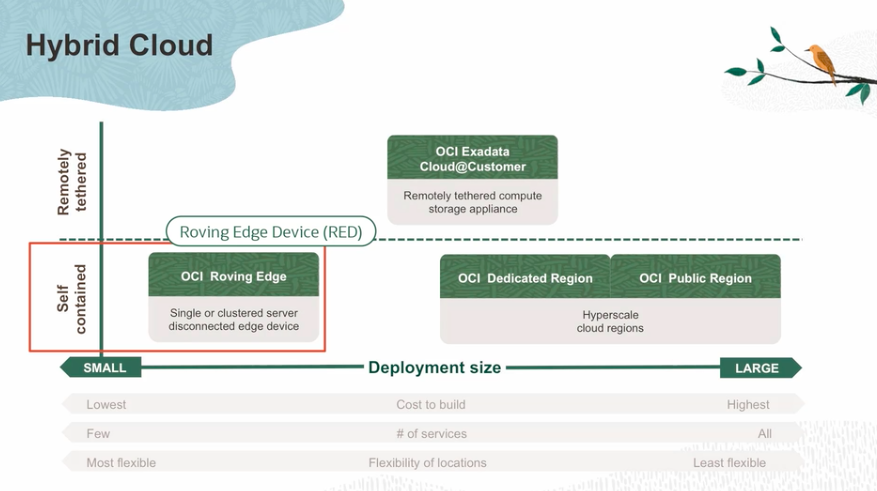 Hybrid Cloud
Remotely
tethered
OCI Exadata
Cloud@Customer
Remotely tethered compute
storage appliance
Roving Edge Device (RED)
Self
contained
OCI Roving Edge
Single or clustered server
disconnected edge device
OCI Dedicated Region
OCI Public Region
Hyperscale
cloud regions
SMALL
Deployment size
LARGE
Lowest
Cost to build
Highest
Few
# of services
All
Most flexible
Flexibility of locations
Least flexible